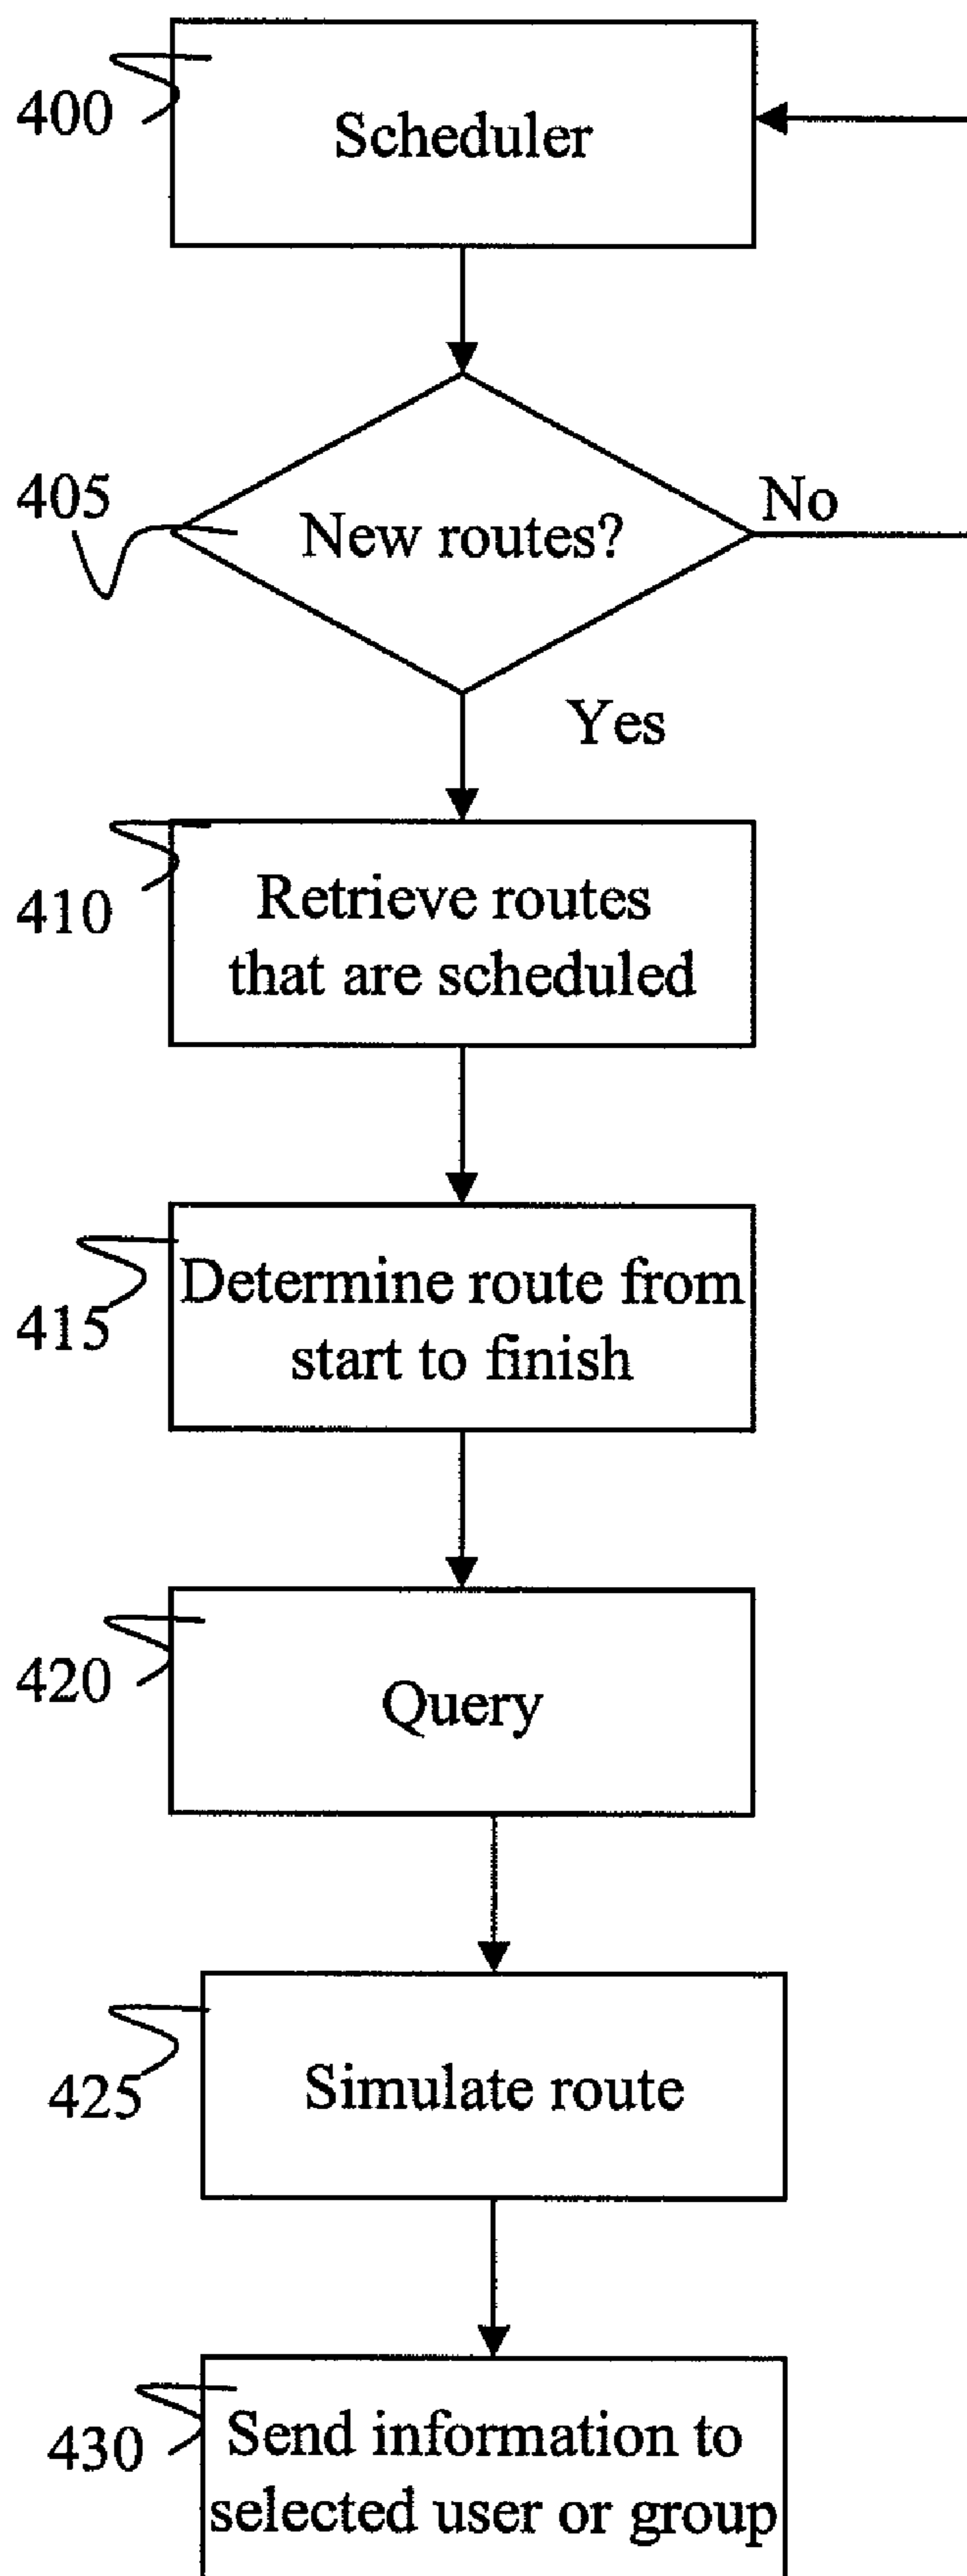 400
Scheduler
405
New routes?
No
Yes
410
Retrieve routes
that are scheduled
415
Determine route from
start to finish
420
Query
425
Simulate route
430
Send information to
selected user or group